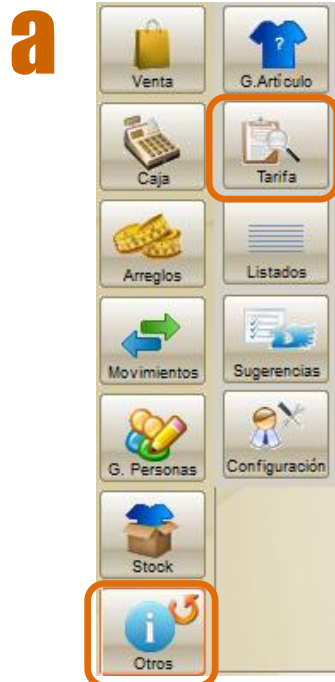 a
Venta
G.Artículo
Caja
Tarifa
Arreglos
Listados
Movimientos
Sugerencias
G. Personas
Configuración
Stock
Otros